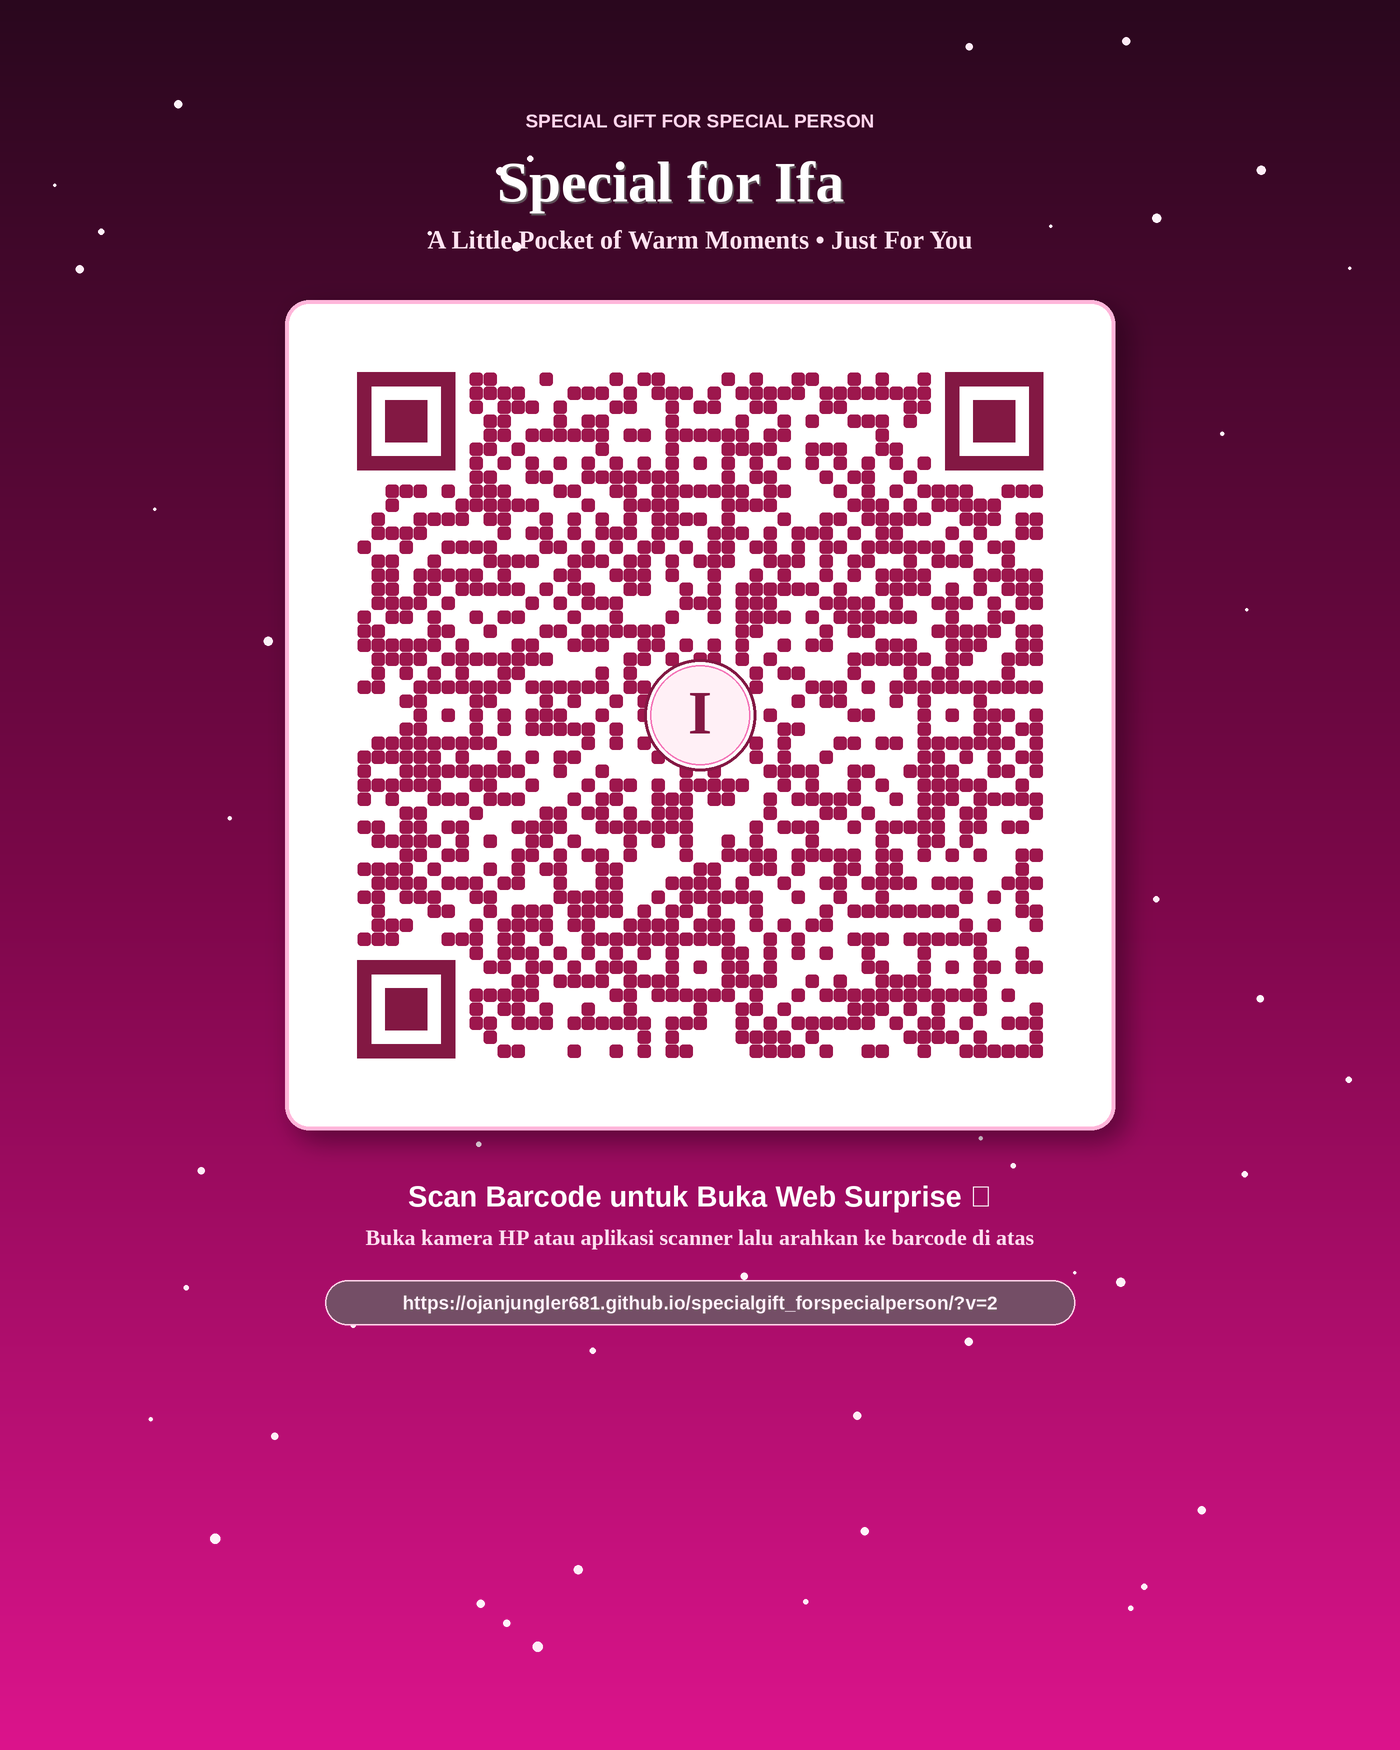 SPECIAL GIFT FOR SPECIAL PERSON
Special for Ifa
A Little Pocket of Warm Moments • Just For You
I
Scan Barcode untuk Buka Web Surprise
Buka kamera HP atau aplikasi scanner lalu arahkan ke barcode di atas
https://ojanjungler681.github.io/specialgift_forspecialperson/?v=2